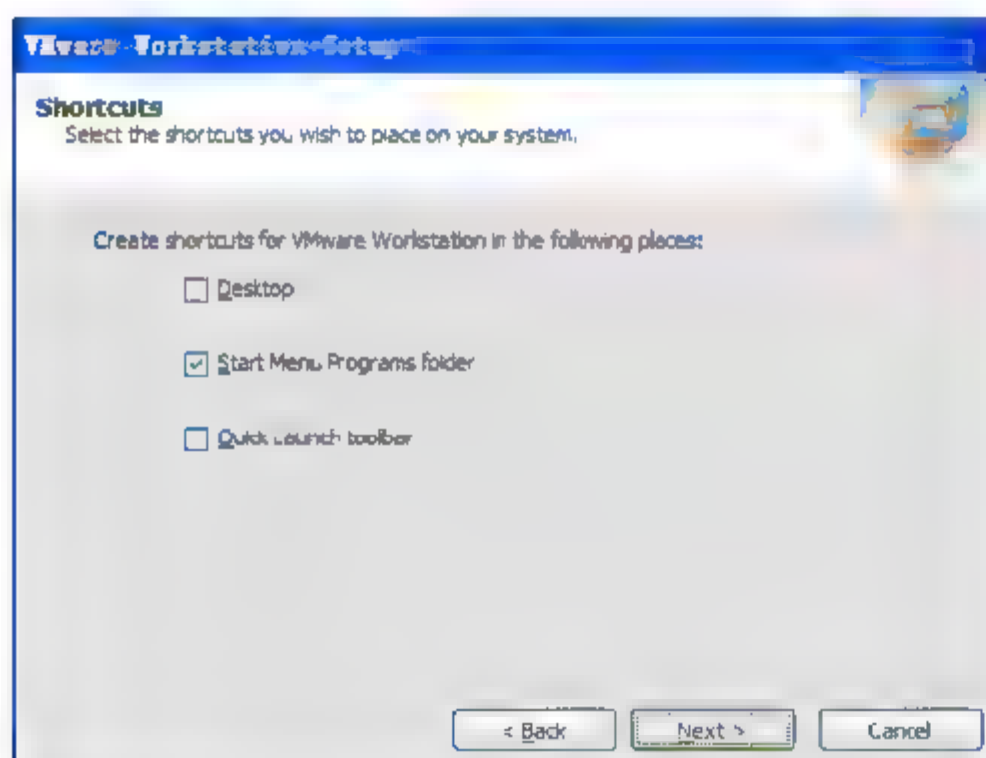 VMware Workstation Setup
Shortcuts
Select the shortcuts you wish to place on your system.
Create shortcuts for VMware Workstation in the following places:
Desktop
Start Menu Programs folder
Quick Launch toolbar
< Back
Next >
Cancel